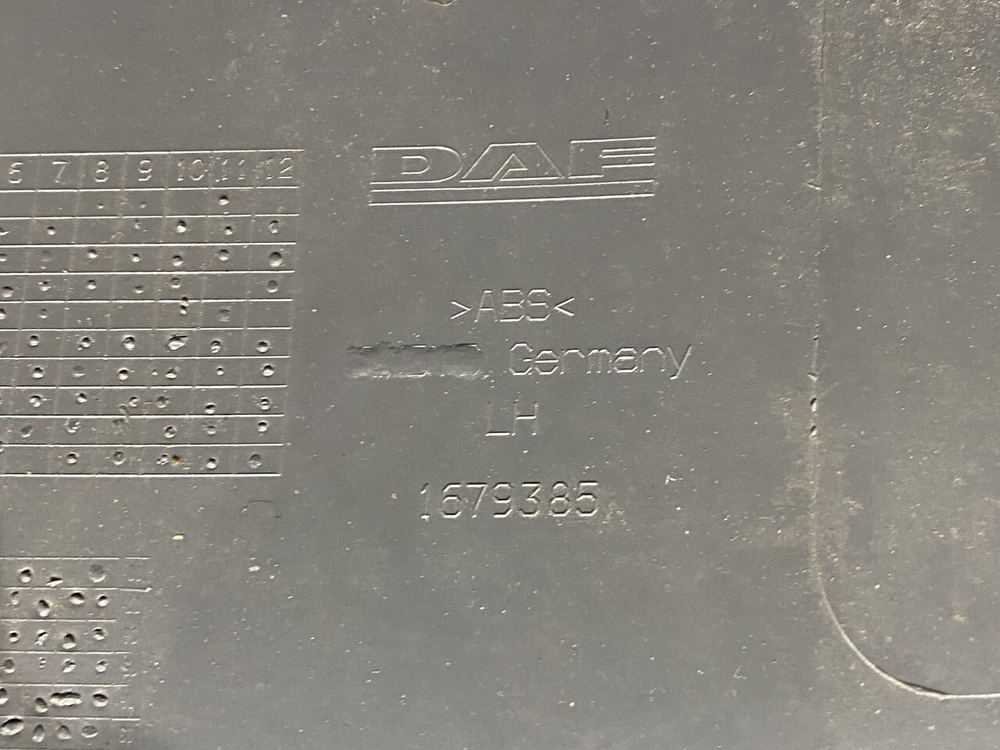 DAF
6 7 8 9 10 11 12
>ABS<
Germany
LH
1679385